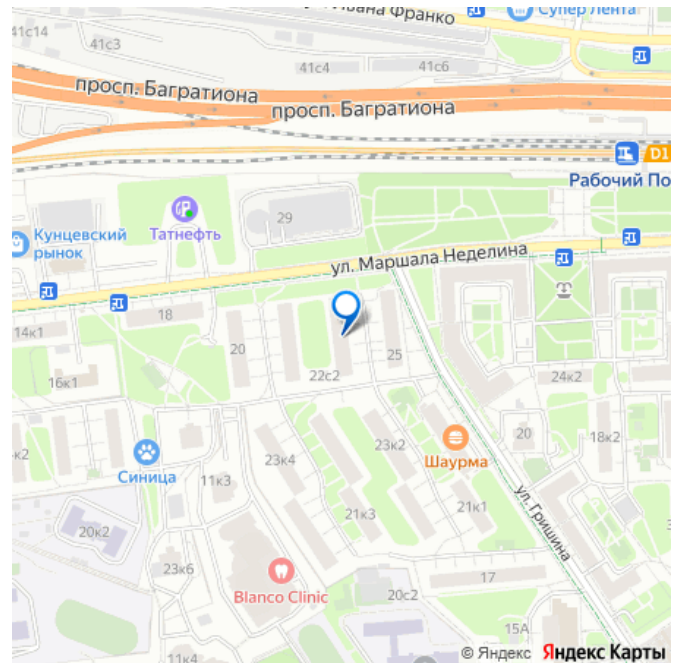 Ивана Франко
Супер Лента
41с14
41с3
41с4
41с6
просп. Багратиона
просп. Багратиона
D1
Рабочий По
29
Татнефть
Кунцевский
рынок
ул. Маршала Неделина
18
14к1
20
25
16к1
22с2
24к2
к2
Синица
11к3
23к4
23к2
Шаурма
20
18к2
21к3
21к1
ул. Гришина
20к2
23к6
Blanco Clinic
17
20с2
15А
11к4
© Яндекс Яндекс Карты